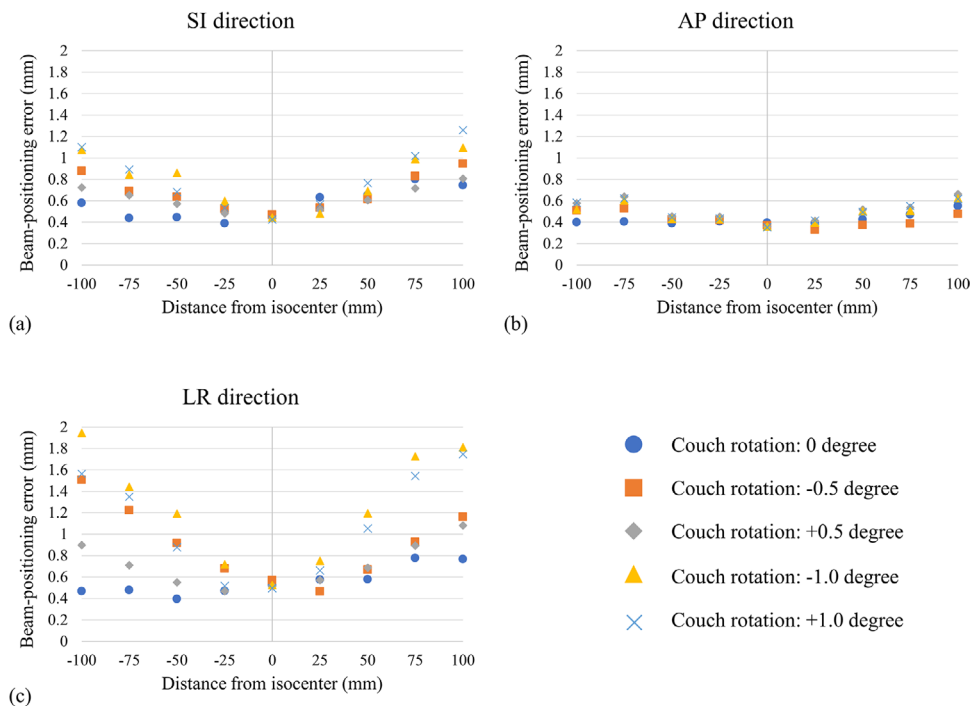 SI direction
2
1.8
1.6
1.4
1.2
1
0.8
0.6
0.4
0.2
0
Beam-positioning error (mm)
-100 -75 -50 -25 0 25 50 75 100
Distance from isocenter (mm)
(a)
AP direction
2
1.8
1.6
1.4
1.2
1
0.8
0.6
0.4
0.2
0
Beam-positioning error (mm)
-100 -75 -50 -25 0 25 50 75 100
Distance from isocenter (mm)
(b)
LR direction
2
1.8
1.6
1.4
1.2
1
0.8
0.6
0.4
0.2
0
Beam-positioning error (mm)
-100 -75 -50 -25 0 25 50 75 100
Distance from isocenter (mm)
(c)
Couch rotation: 0 degree
Couch rotation: -0.5 degree
Couch rotation: +0.5 degree
Couch rotation: -1.0 degree
Couch rotation: +1.0 degree